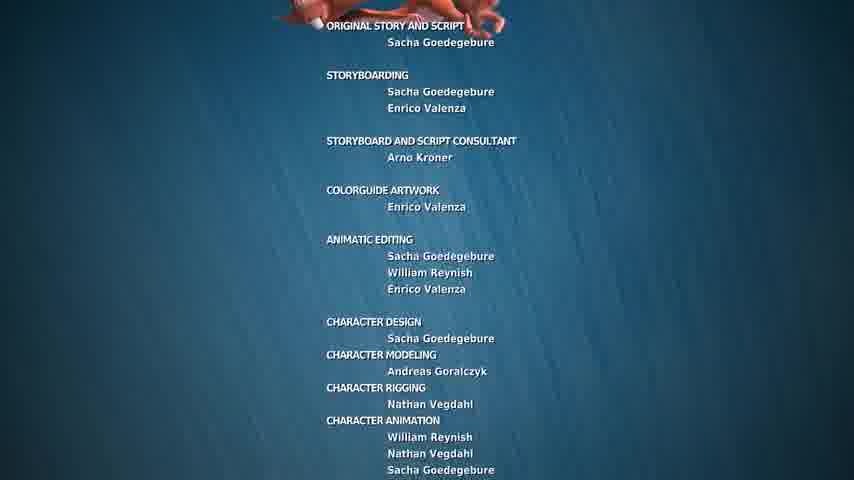 ORIGINAL STORY AND SCRIPT
Sacha Goedegebure
STORYBOARDING
Sacha Goedegebure
Enrico Valenza
STORYBOARD AND SCRIPT CONSULTANT
Arno Kroner
COLORGUIDE ARTWORK
Enrico Valenza
ANIMATIC EDITING
Sacha Goedegebure
William Reynish
Enrico Valenza
CHARACTER DESIGN
Sacha Goedegebure
CHARACTER MODELING
Andreas Goralczyk
CHARACTER RIGGING
Nathan Vegdahl
CHARACTER ANIMATION
William Reynish
Nathan Vegdahl
Sacha Goedegebure